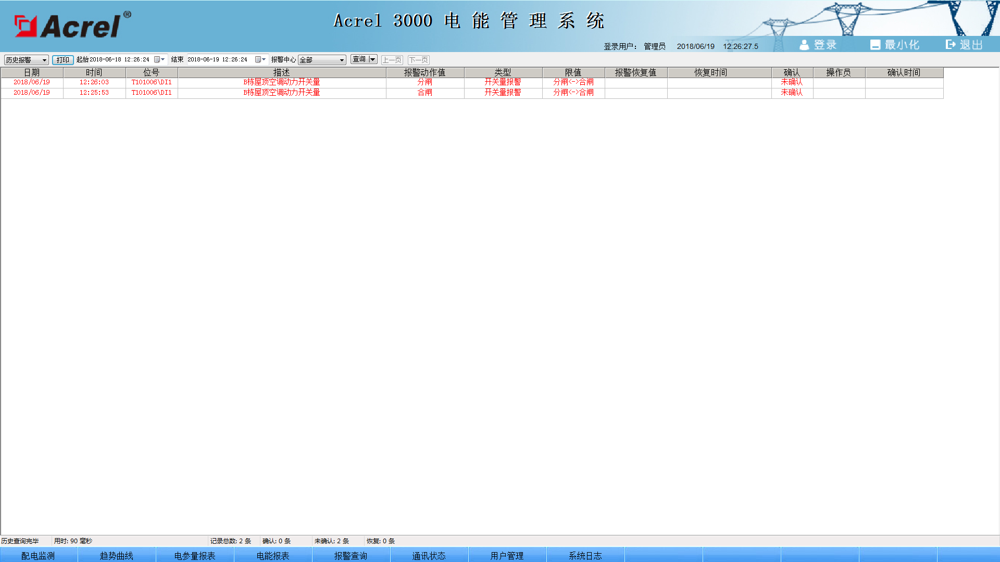 Acrel®
Acrel 3000 电 能 管 理 系 统
登录用户： 管理员 2018/06/19 12:26:27.5 登录 最小化 退出
历史报警 打印 起始 2018-06-18 12:26:24 结束 2018-06-19 12:26:24 报警中心 全部 查询 上一页 下一页
日期 时间 位号 描述 报警动作值 类型 限值 报警恢复值 恢复时间 确认 操作员 确认时间
2018/06/19 12:26:03 T101006\DI1 B栋屋顶空调动力开关量 分闸 开关量报警 分闸<->合闸 未确认
2018/06/19 12:25:53 T101006\DI1 B栋屋顶空调动力开关量 合闸 开关量报警 分闸<->合闸 未确认
历史查询完毕 用时: 90 毫秒 记录总数: 2 条 确认: 0 条 未确认: 2 条 恢复: 0 条
配电监测 趋势曲线 电参量报表 电能报表 报警查询 通讯状态 用户管理 系统日志